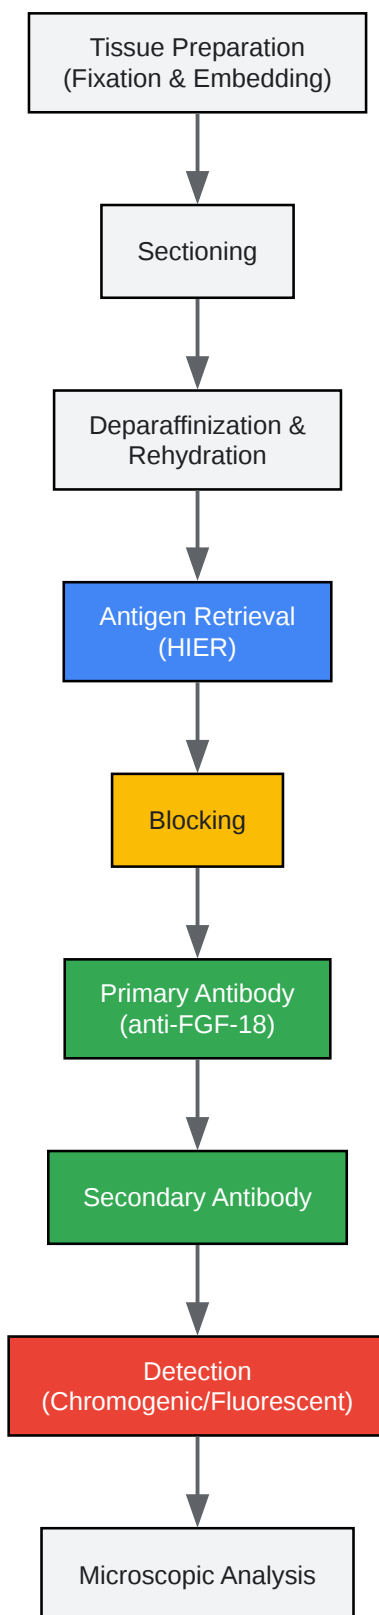 Tissue Preparation
(Fixation & Embedding)
Sectioning
Deparaffinization &
Rehydration
Antigen Retrieval
(HIER)
Blocking
Primary Antibody
(anti-FGF-18)
Secondary Antibody
Detection
(Chromogenic/Fluorescent)
Microscopic Analysis